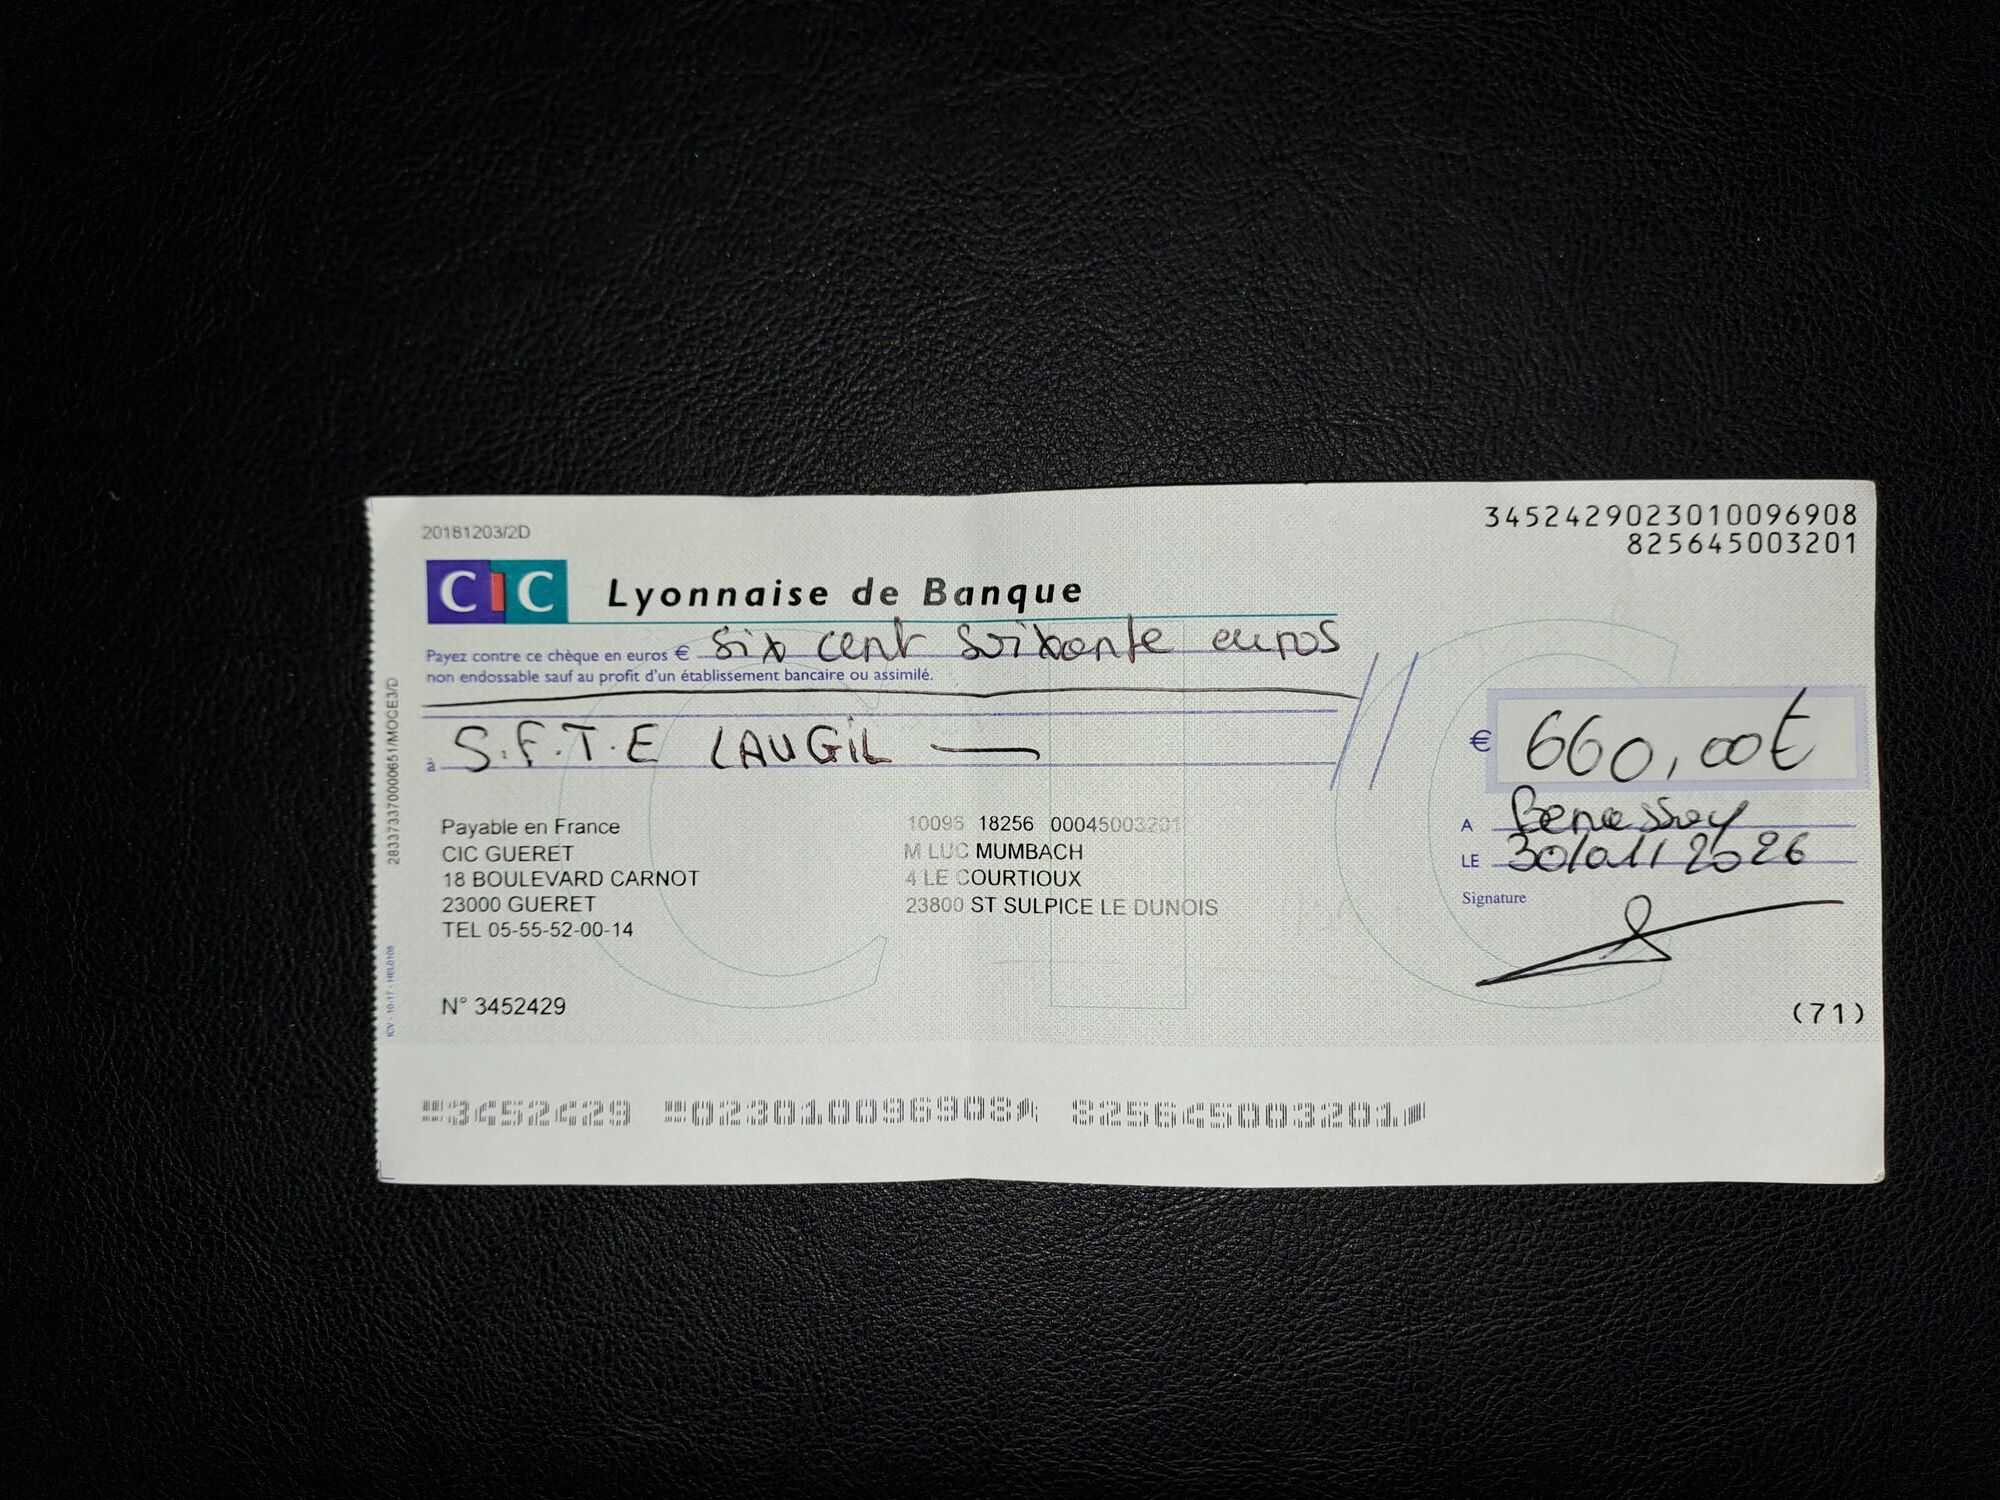 20181203/2D
3452429023010096908
825645003201
CIC Lyonnaise de Banque
Payez contre ce chèque en euros € six cent soixante euros
non endossable sauf au profit d'un établissement bancaire ou assimilé.
à S.F.T.E LAUGIL
€ 660,00€
A Benassay
LE 30/01/2026
Signature
Payable en France
CIC GUERET
18 BOULEVARD CARNOT
23000 GUERET
TEL 05-55-52-00-14
10096 18256 00045003201
M LUC MUMBACH
4 LE COURTIOUX
23800 ST SULPICE LE DUNOIS
N° 3452429
(71)
3452429 023010096908 825645003201